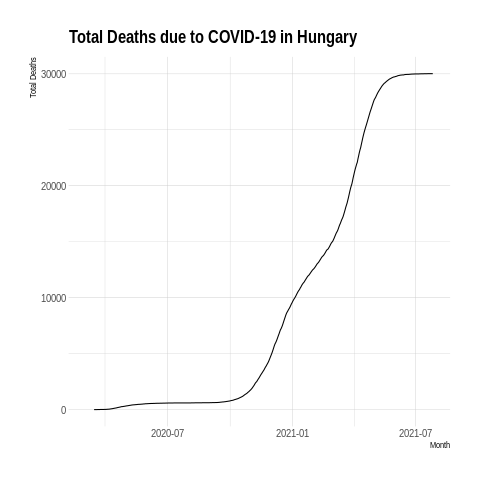 Total Deaths due to COVID-19 in Hungary
Total Deaths
30000
20000
10000
0
2020-07 2021-01 2021-07
Month